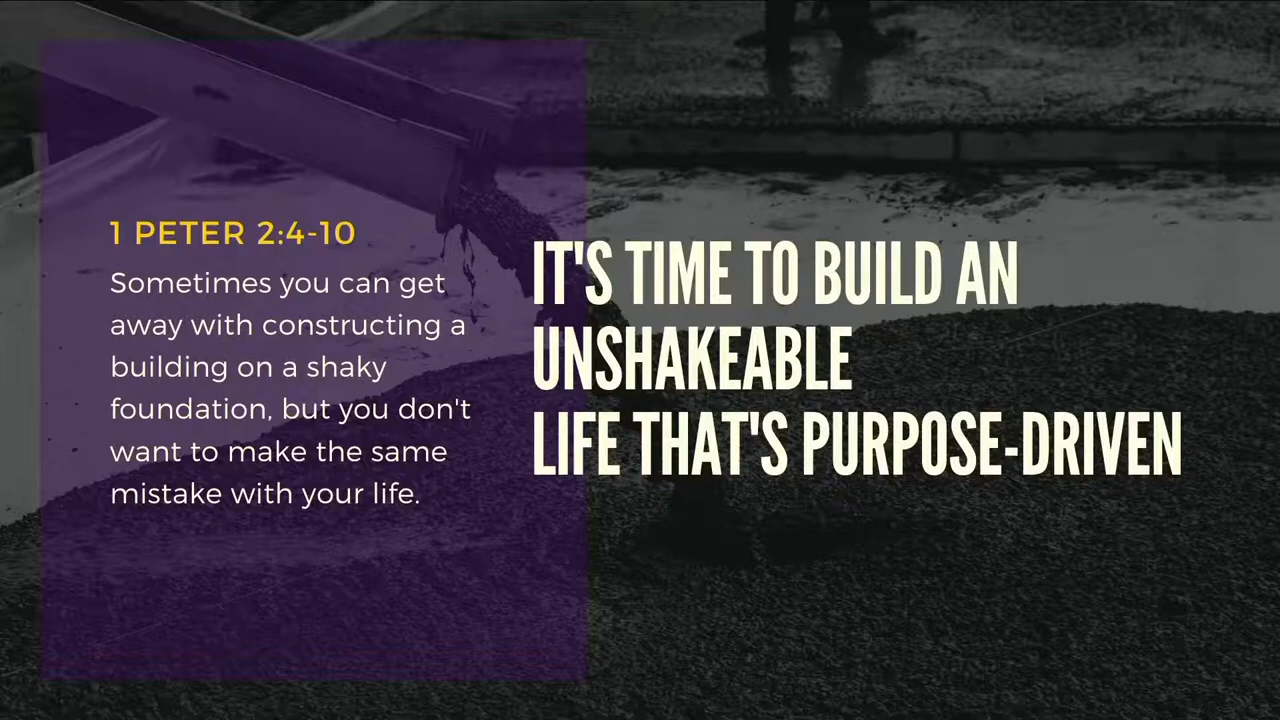 1 PETER 2:4-10
Sometimes you can get
away with constructing a
building on a shaky
foundation, but you don't
want to make the same
mistake with your life.
IT'S TIME TO BUILD AN
UNSHAKEABLE
LIFE THAT'S PURPOSE-DRIVEN